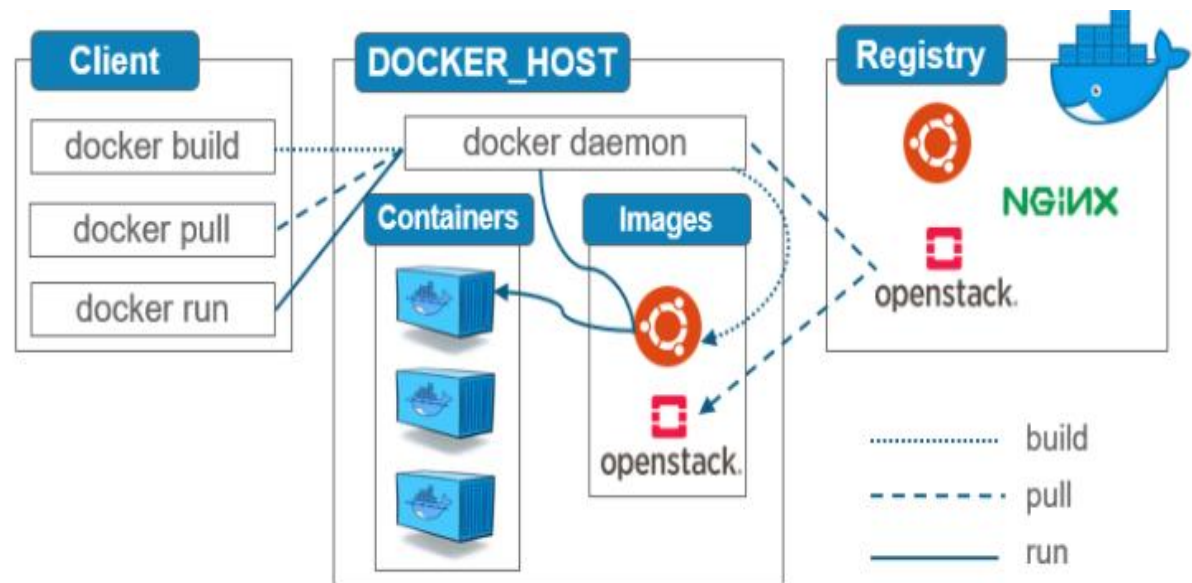 Client
docker build
docker pull
docker run
DOCKER_HOST
docker daemon
Containers
Images
openstack.
Registry
NGINX
openstack.
build
pull
run